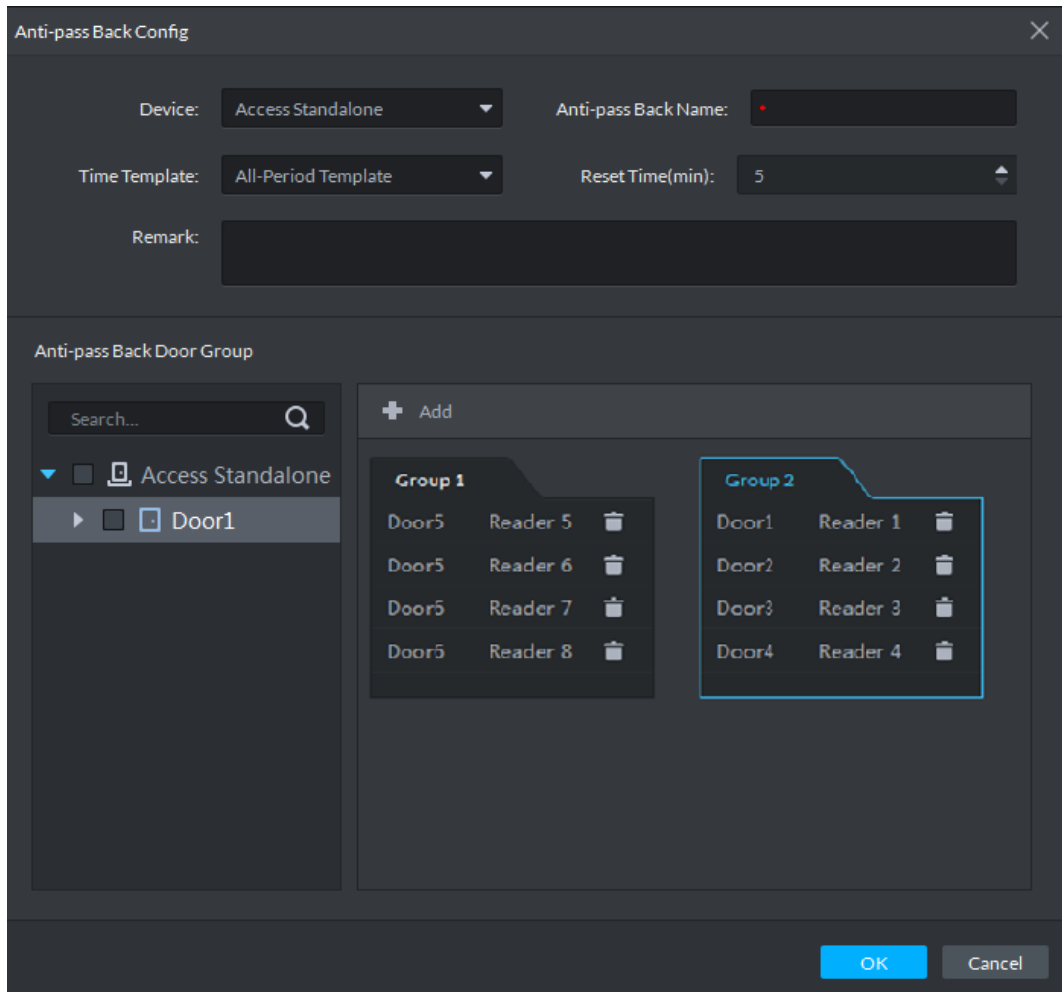 Anti-pass Back Config
Device: Access Standalone Anti-pass Back Name: *
Time Template: All-Period Template Reset Time(min): 5
Remark:
Anti-pass Back Door Group
Search...
Add
Access Standalone
Door1
Group 1
Door5 Reader 5
Door5 Reader 6
Door5 Reader 7
Door5 Reader 8
Group 2
Door1 Reader 1
Door2 Reader 2
Door3 Reader 3
Door4 Reader 4
OK Cancel